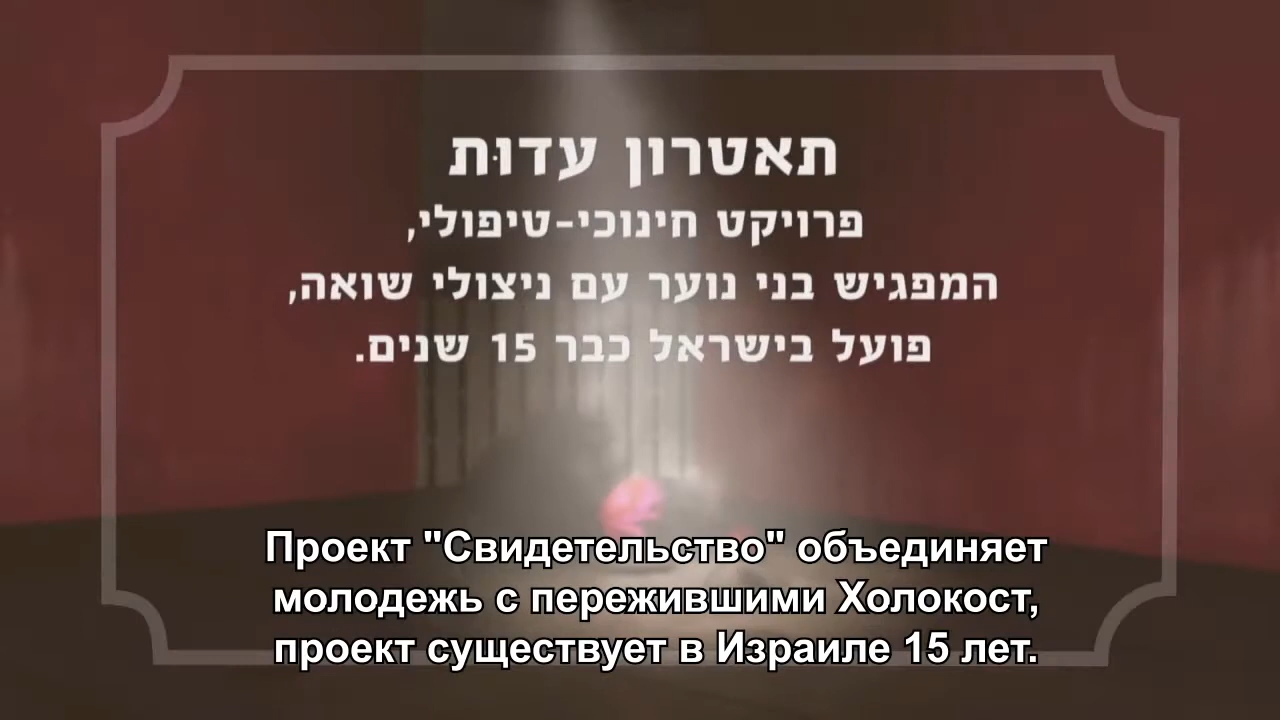 תאטרון עדוּת
פרויקט חינוכי-טיפולי,
המפגיש בני נוער עם ניצולי שואה,
פועל בישראל כבר 15 שנים.
Проект "Свидетельство" объединяет
молодежь с пережившими Холокост,
проект существует в Израиле 15 лет.